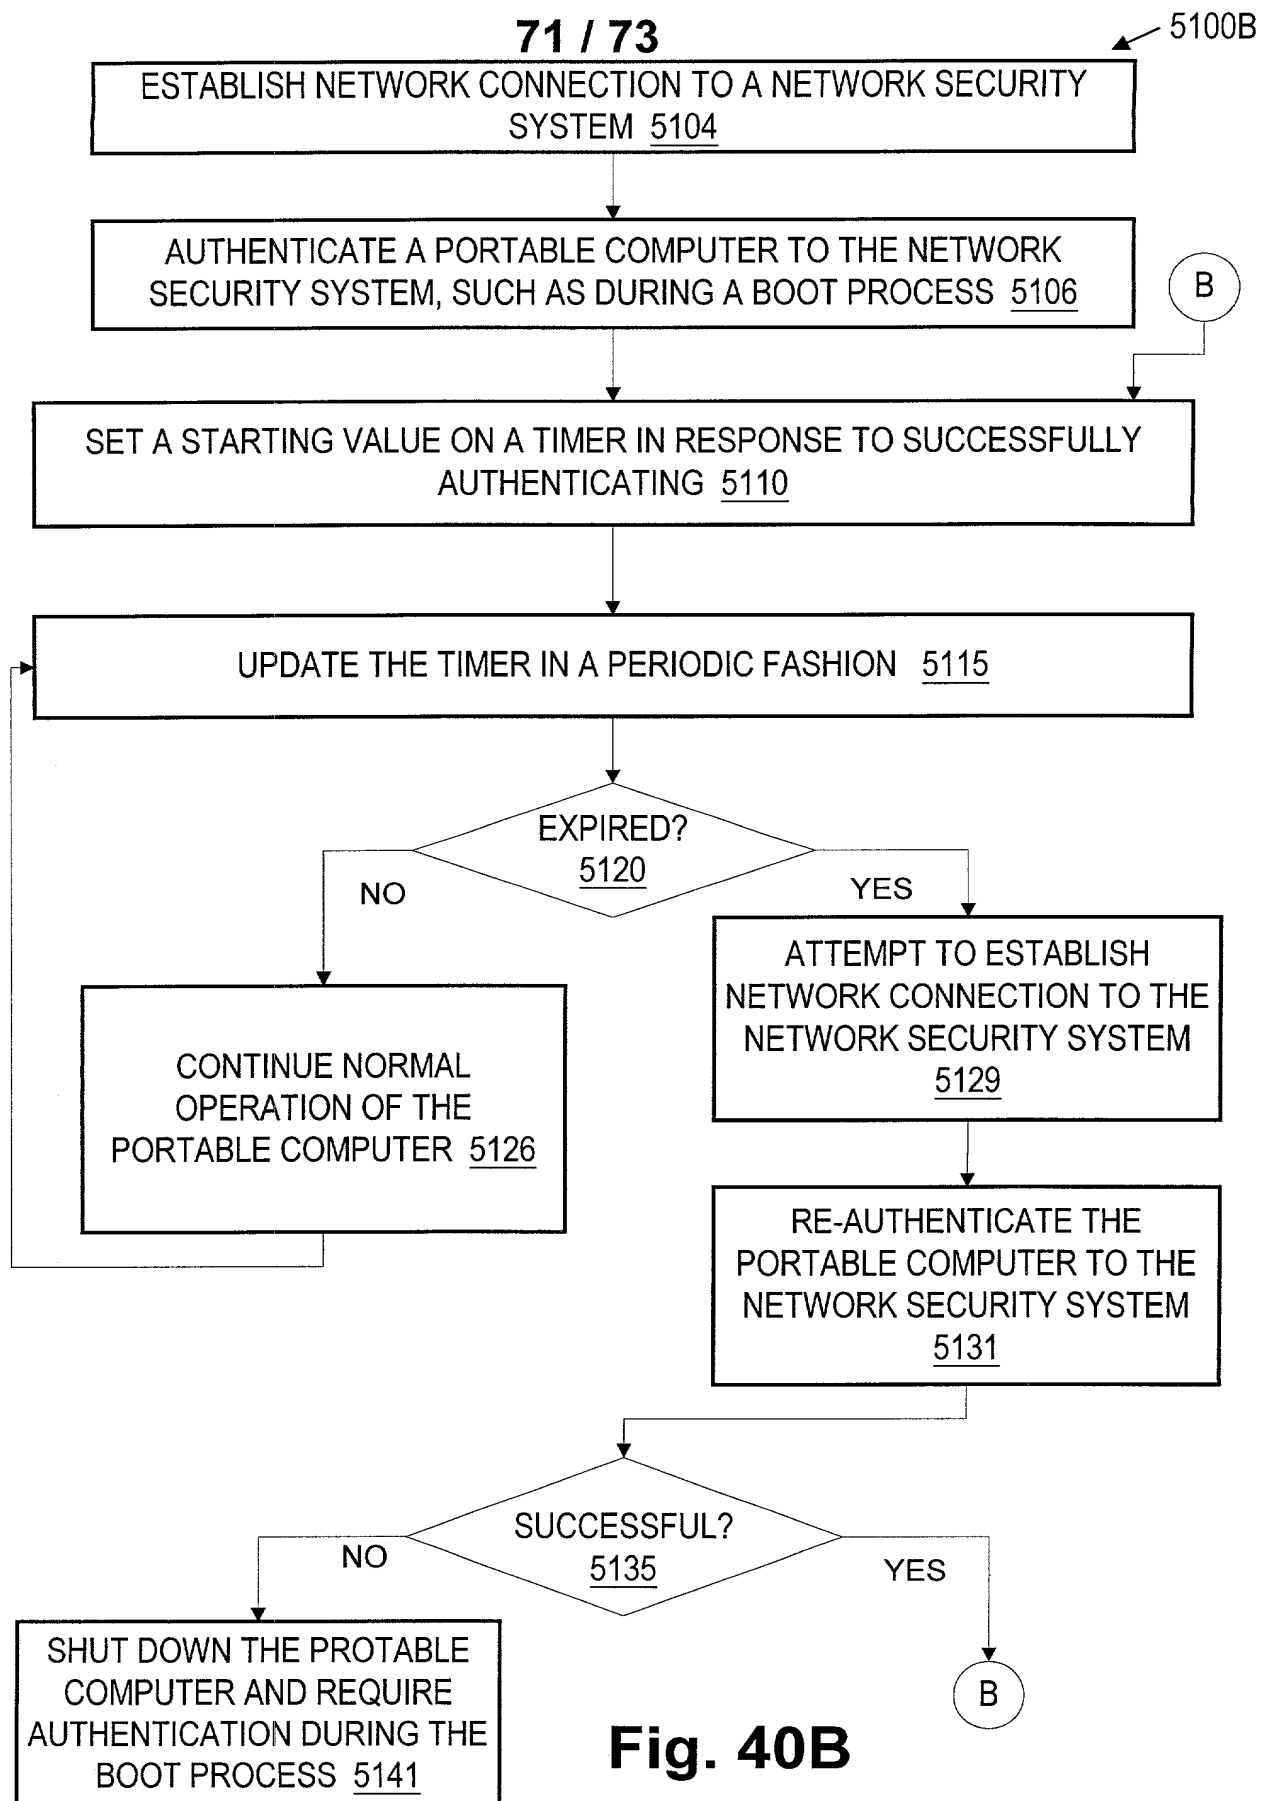 71 / 73
5100B
ESTABLISH NETWORK CONNECTION TO A NETWORK SECURITY
SYSTEM 5104
AUTHENTICATE A PORTABLE COMPUTER TO THE NETWORK
SECURITY SYSTEM, SUCH AS DURING A BOOT PROCESS 5106
B
SET A STARTING VALUE ON A TIMER IN RESPONSE TO SUCCESSFULLY
AUTHENTICATING 5110
UPDATE THE TIMER IN A PERIODIC FASHION 5115
EXPIRED?
5120
NO
YES
CONTINUE NORMAL
OPERATION OF THE
PORTABLE COMPUTER 5126
ATTEMPT TO ESTABLISH
NETWORK CONNECTION TO THE
NETWORK SECURITY SYSTEM
5129
RE-AUTHENTICATE THE
PORTABLE COMPUTER TO THE
NETWORK SECURITY SYSTEM
5131
SUCCESSFUL?
5135
NO
YES
SHUT DOWN THE PROTABLE
COMPUTER AND REQUIRE
AUTHENTICATION DURING THE
BOOT PROCESS 5141
B
Fig. 40B